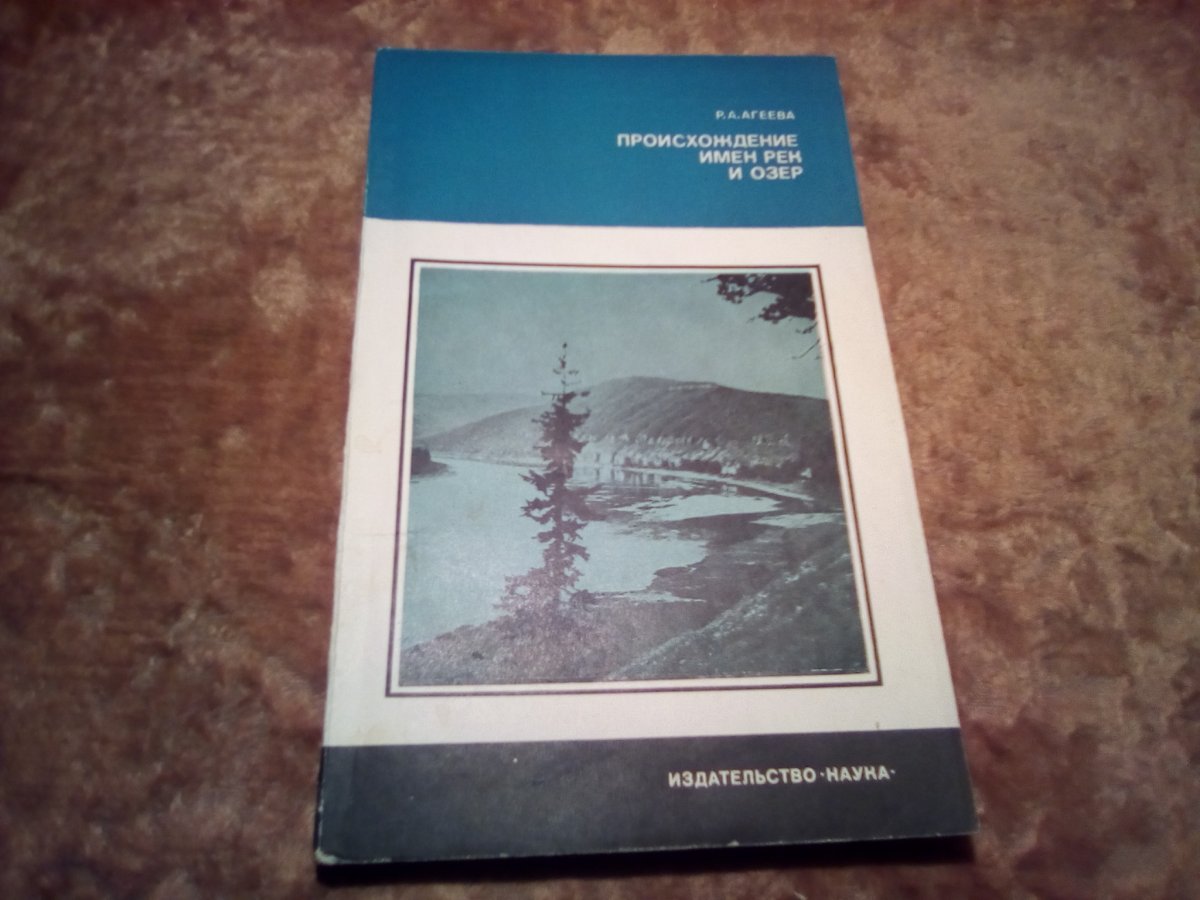 Р.А.АГЕЕВА
ПРОИСХОЖДЕНИЕ
ИМЕН РЕК
И ОЗЕР
ИЗДАТЕЛЬСТВО·НАУКА·